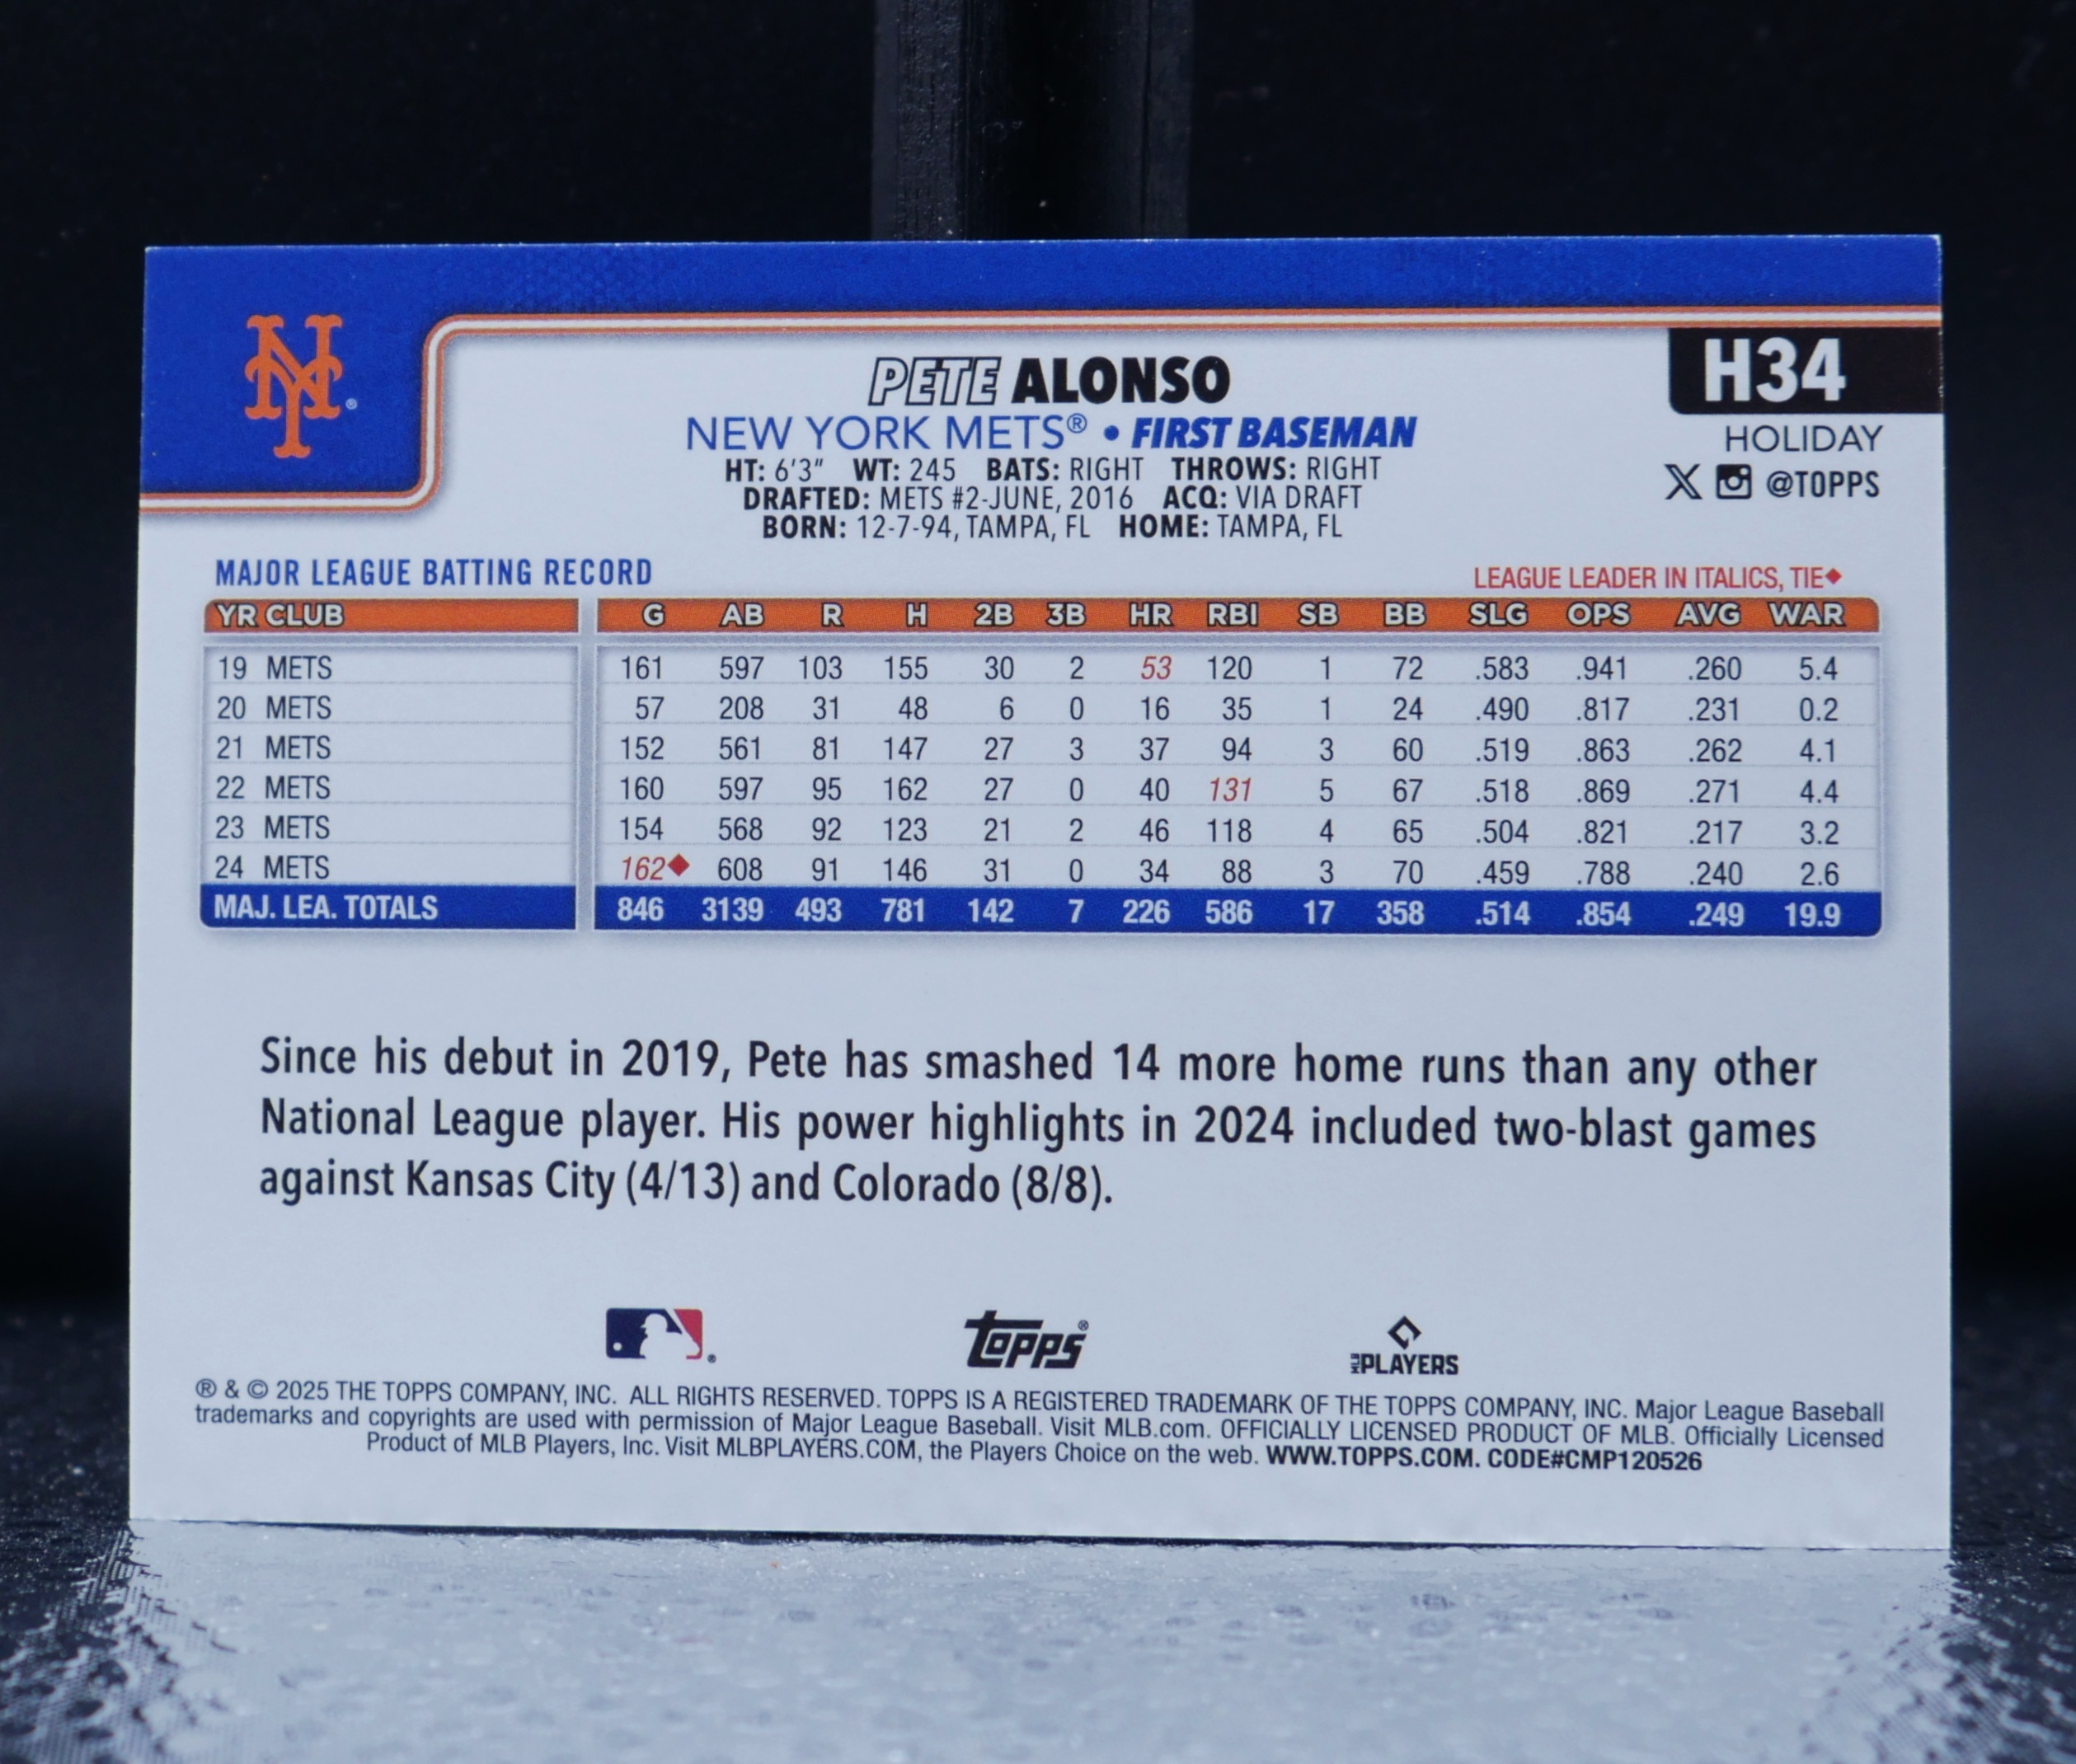 NY®
PETE ALONSO
H34
NEW YORK METS® • FIRST BASEMAN
HOLIDAY
HT: 6'3" WT: 245 BATS: RIGHT THROWS: RIGHT
X @TOPPS
DRAFTED: METS #2-JUNE, 2016 ACQ: VIA DRAFT
BORN: 12-7-94, TAMPA, FL HOME: TAMPA, FL
MAJOR LEAGUE BATTING RECORD
LEAGUE LEADER IN ITALICS, TIE◆
YR CLUB G AB R H 2B 3B HR RBI SB BB SLG OPS AVG WAR
19 METS 161 597 103 155 30 2 53 120 1 72 .583 .941 .260 5.4
20 METS 57 208 31 48 6 0 16 35 1 24 .490 .817 .231 0.2
21 METS 152 561 81 147 27 3 37 94 3 60 .519 .863 .262 4.1
22 METS 160 597 95 162 27 0 40 131 5 67 .518 .869 .271 4.4
23 METS 154 568 92 123 21 2 46 118 4 65 .504 .821 .217 3.2
24 METS 162◆ 608 91 146 31 0 34 88 3 70 .459 .788 .240 2.6
MAJ. LEA. TOTALS 846 3139 493 781 142 7 226 586 17 358 .514 .854 .249 19.9
Since his debut in 2019, Pete has smashed 14 more home runs than any other
National League player. His power highlights in 2024 included two-blast games
against Kansas City (4/13) and Colorado (8/8).
topps®
MLB PLAYERS
® & © 2025 THE TOPPS COMPANY, INC. ALL RIGHTS RESERVED. TOPPS IS A REGISTERED TRADEMARK OF THE TOPPS COMPANY, INC. Major League Baseball
trademarks and copyrights are used with permission of Major League Baseball. Visit MLB.com. OFFICIALLY LICENSED PRODUCT OF MLB. Officially Licensed
Product of MLB Players, Inc. Visit MLBPLAYERS.COM, the Players Choice on the web. WWW.TOPPS.COM. CODE#CMP120526